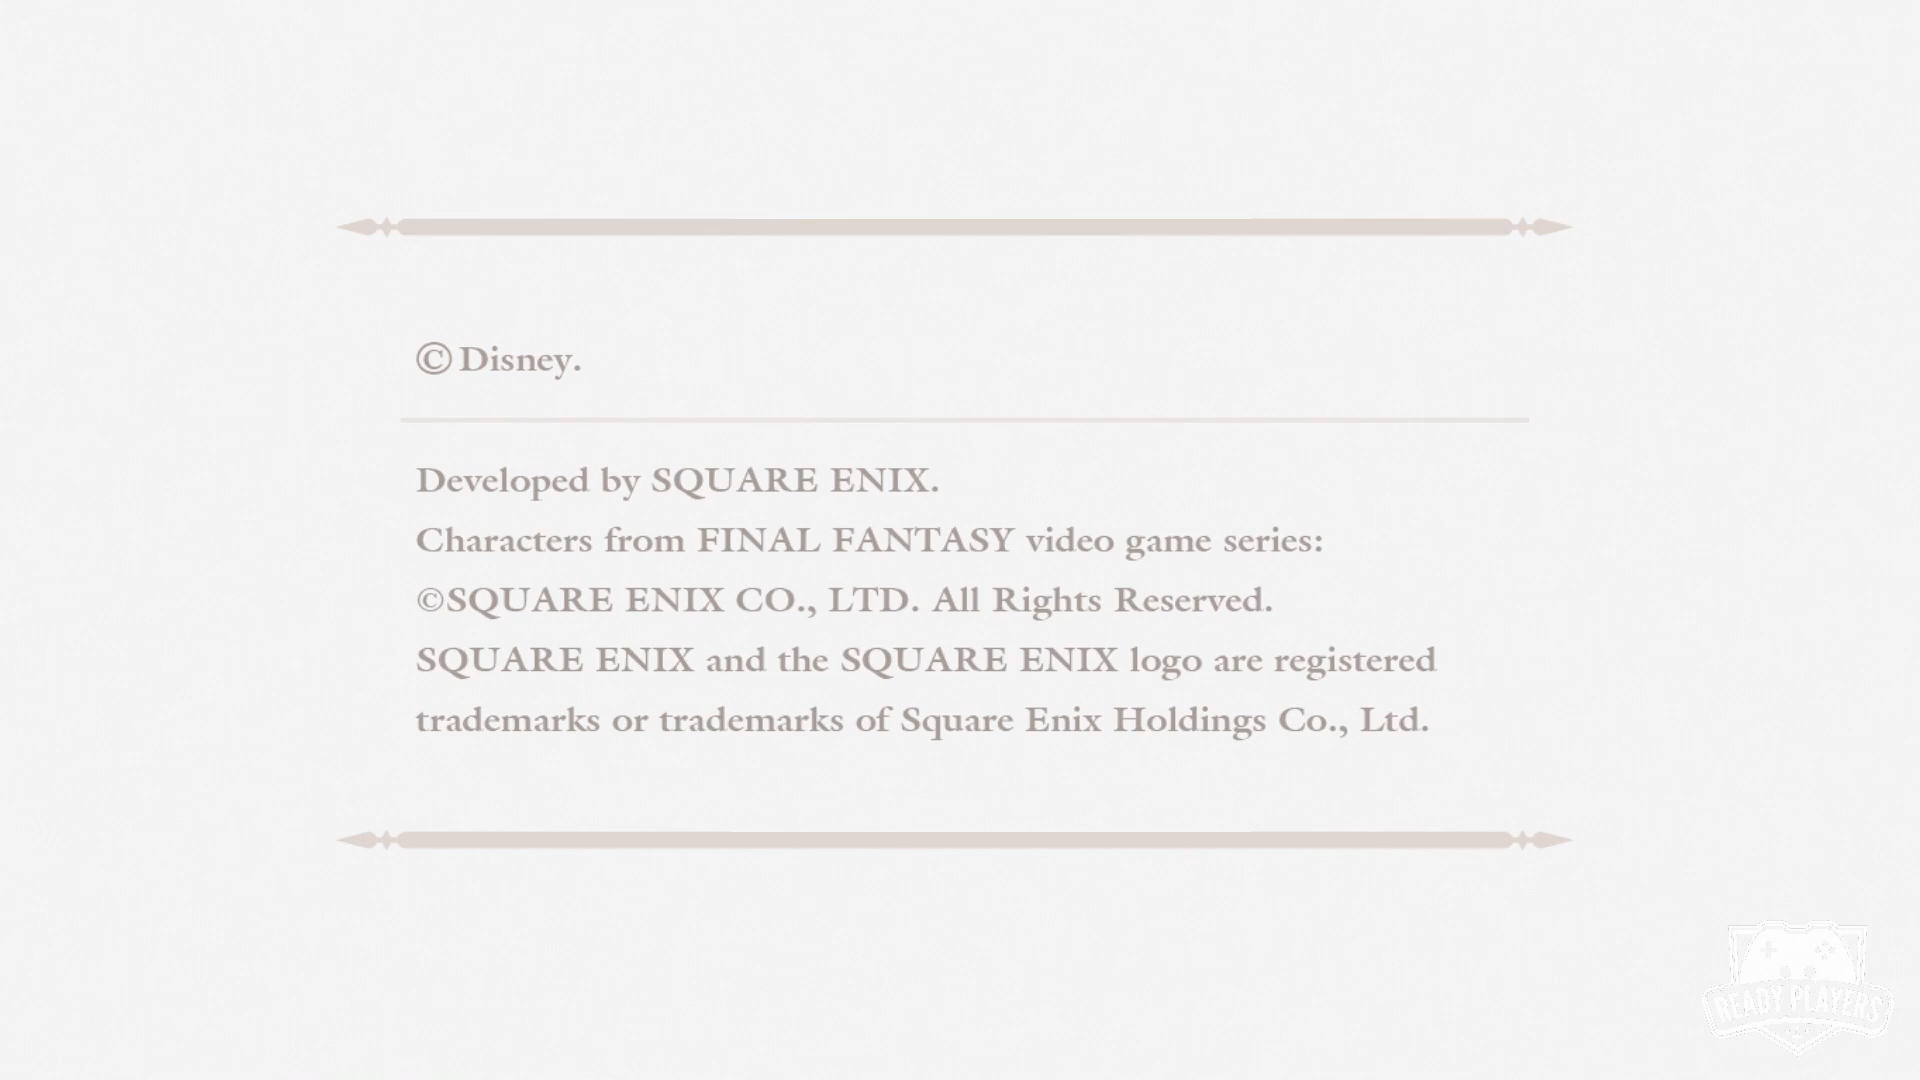 © Disney.
Developed by SQUARE ENIX.
Characters from FINAL FANTASY video game series:
©SQUARE ENIX CO., LTD. All Rights Reserved.
SQUARE ENIX and the SQUARE ENIX logo are registered
trademarks or trademarks of Square Enix Holdings Co., Ltd.
READY PLAYERS